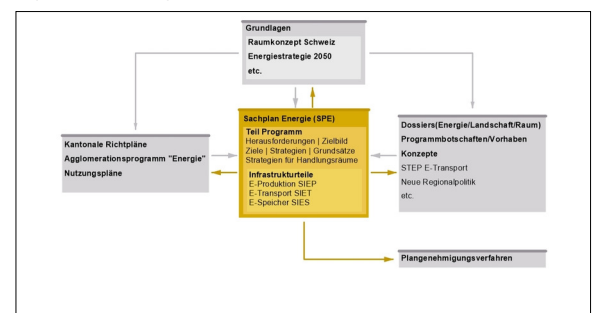 Grundlagen
Raumkonzept Schweiz
Energiestrategie 2050
etc.
Sachplan Energie (SPE)
Teil Programm
Herausforderungen | Zielbild
Ziele | Strategien | Grundsätze
Strategien für Handlungsräume
Infrastrukturteile
E-Produktion SIEP
E-Transport SIET
E-Speicher SIES
Kantonale Richtpläne
Agglomerationsprogramm "Energie"
Nutzungspläne
Dossiers(Energie/Landschaft/Raum)
Programmbotschaften/Vorhaben
Konzepte
STEP E-Transport
Neue Regionalpolitik
etc.
Plangenehmigungsverfahren